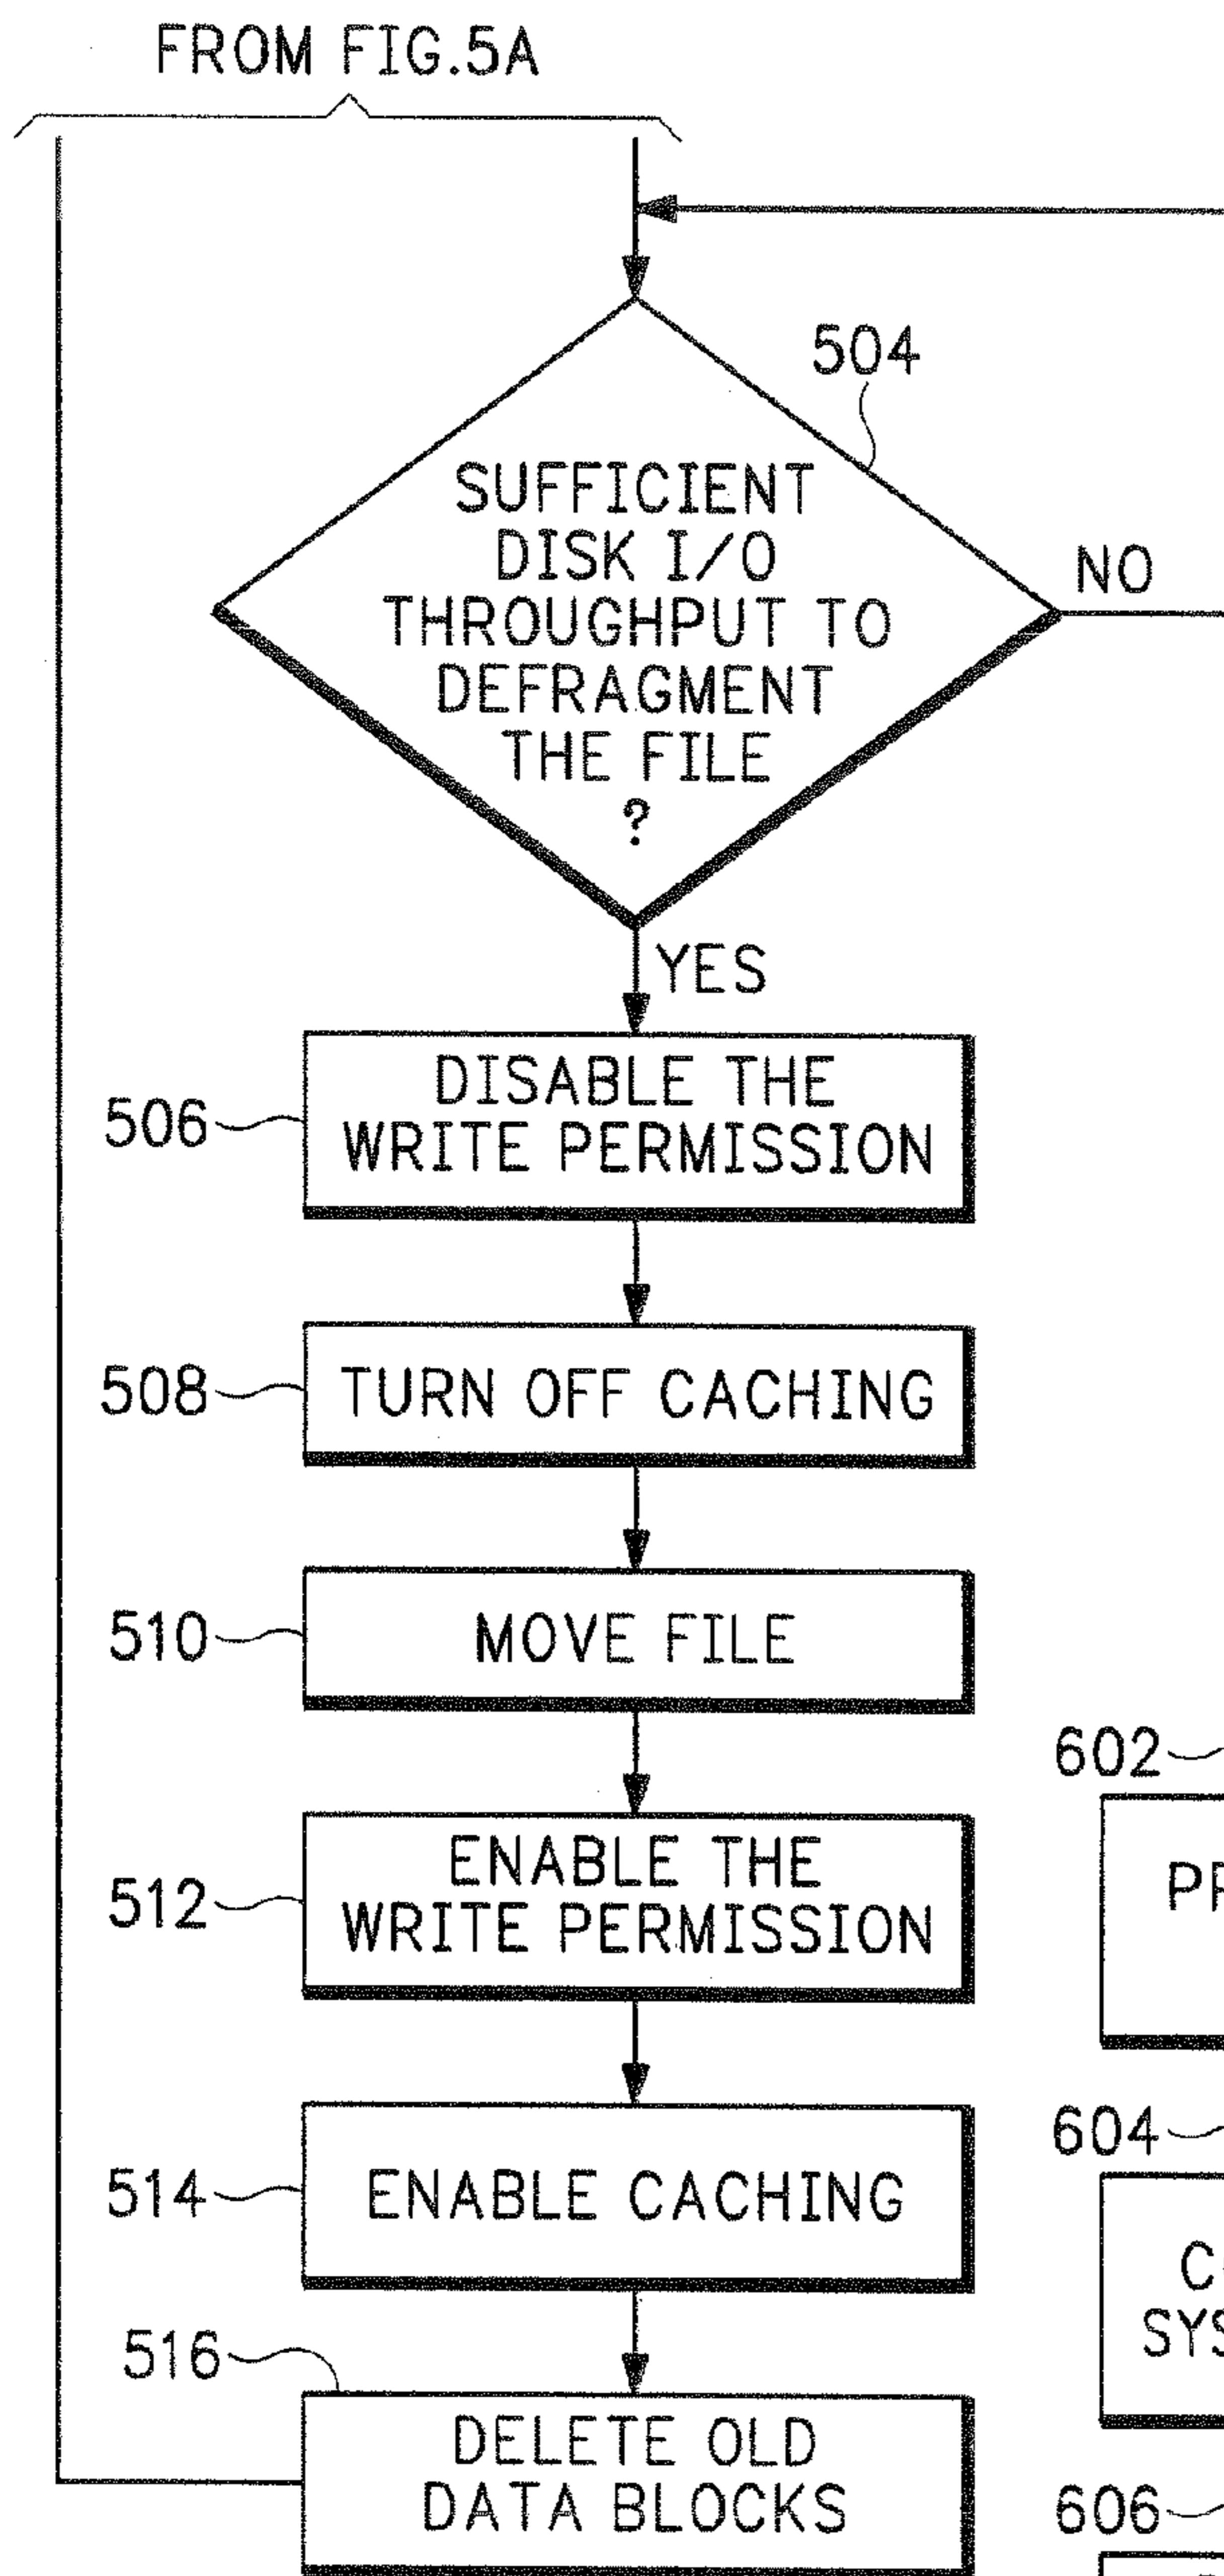 FROM FIG.5A
504
SUFFICIENT
DISK I/O
THROUGHPUT TO
DEFRAGMENT
THE FILE
?
NO
YES
506
DISABLE THE
WRITE PERMISSION
508
TURN OFF CACHING
510
MOVE FILE
512
ENABLE THE
WRITE PERMISSION
514
ENABLE CACHING
516
DELETE OLD
DATA BLOCKS
602
604
606